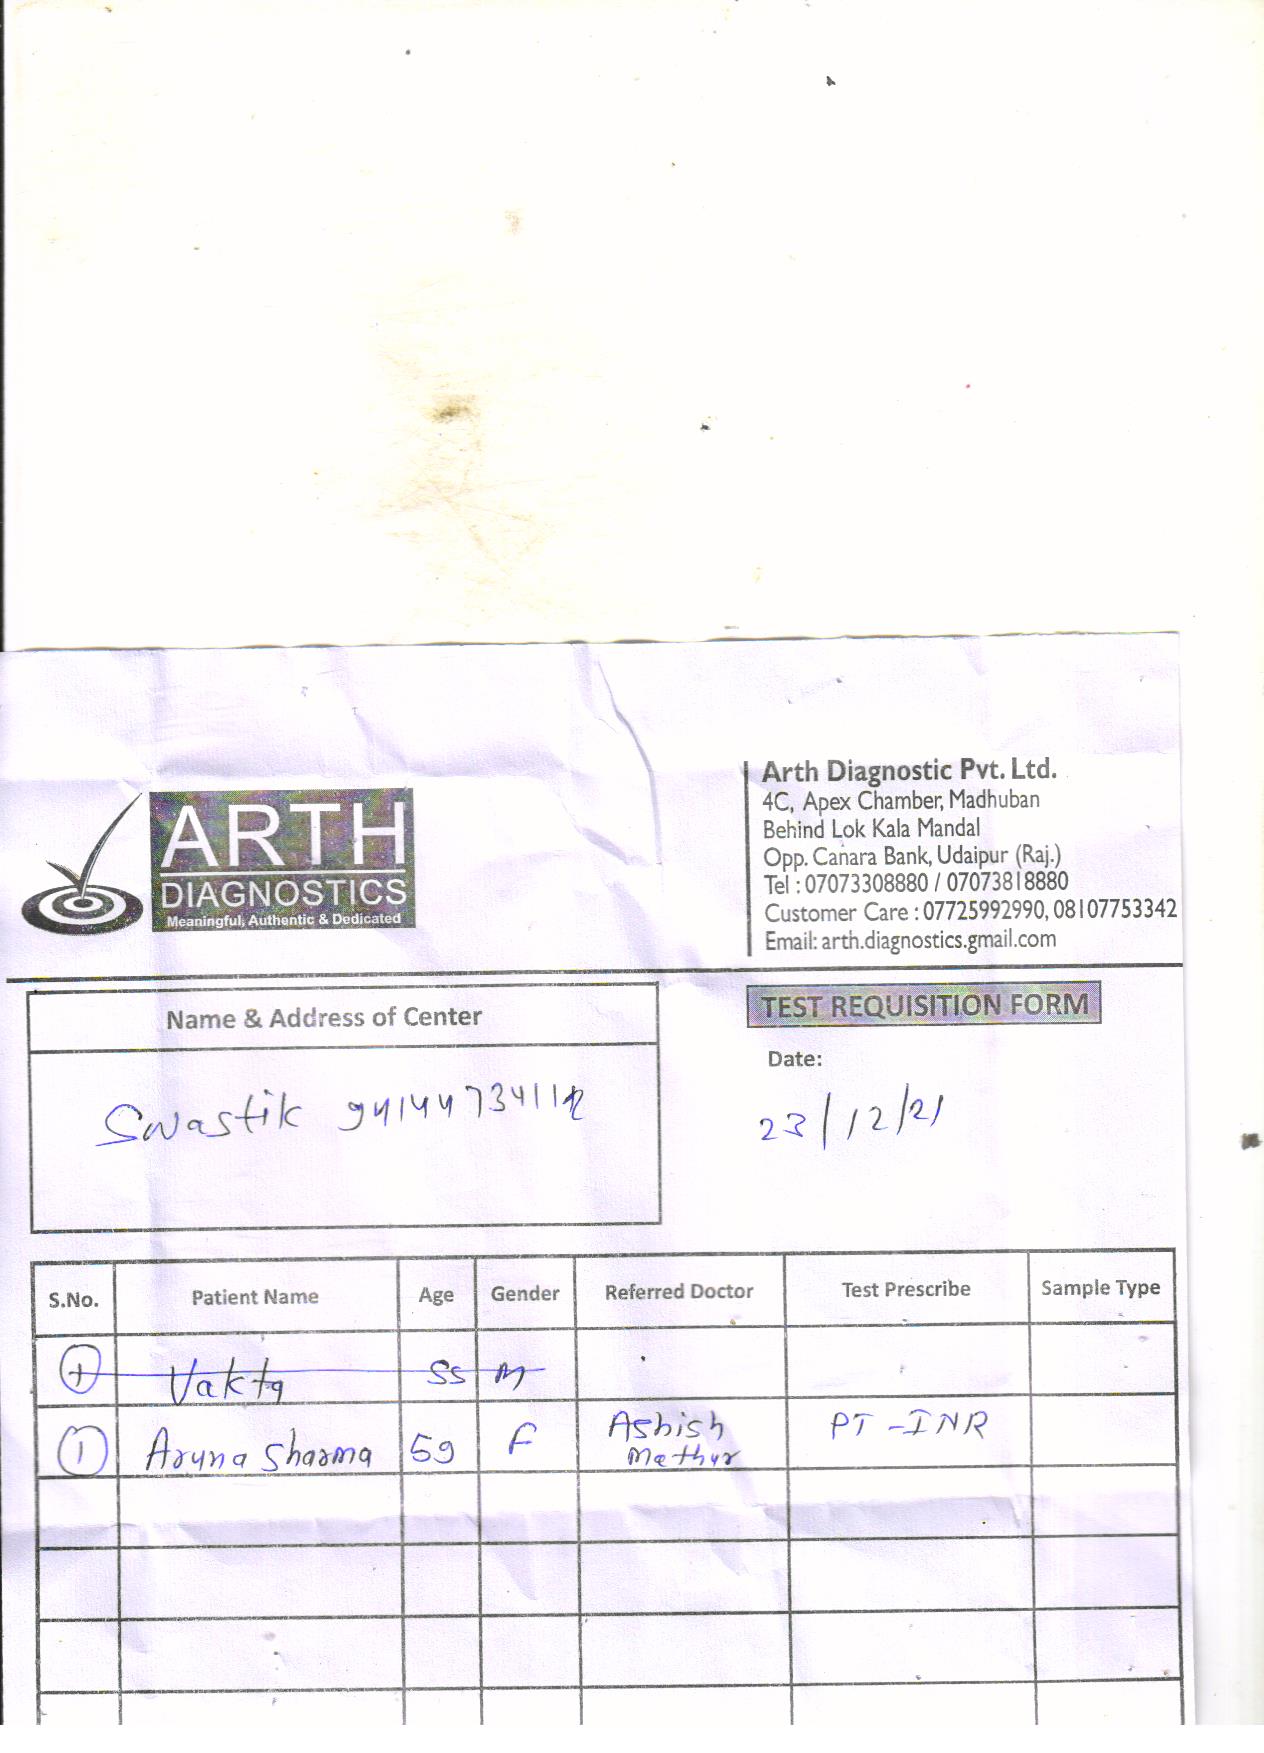 ARTH
DIAGNOSTICS
Meaningful, Authentic & Dedicated
Arth Diagnostic Pvt. Ltd.
4C, Apex Chamber, Madhuban
Behind Lok Kala Mandal
Opp. Canara Bank, Udaipur (Raj.)
Tel : 07073308880 / 07073818880
Customer Care : 07725992990, 08107753342
Email: arth.diagnostics.gmail.com
Name & Address of Center
TEST REQUISITION FORM
Date:
Swastik
23/12/21
S.No. Patient Name Age Gender Referred Doctor Test Prescribe Sample Type
1 Vakta 55 M
1 Aruna Sharma 59 F Ashish Mathur PT-INR